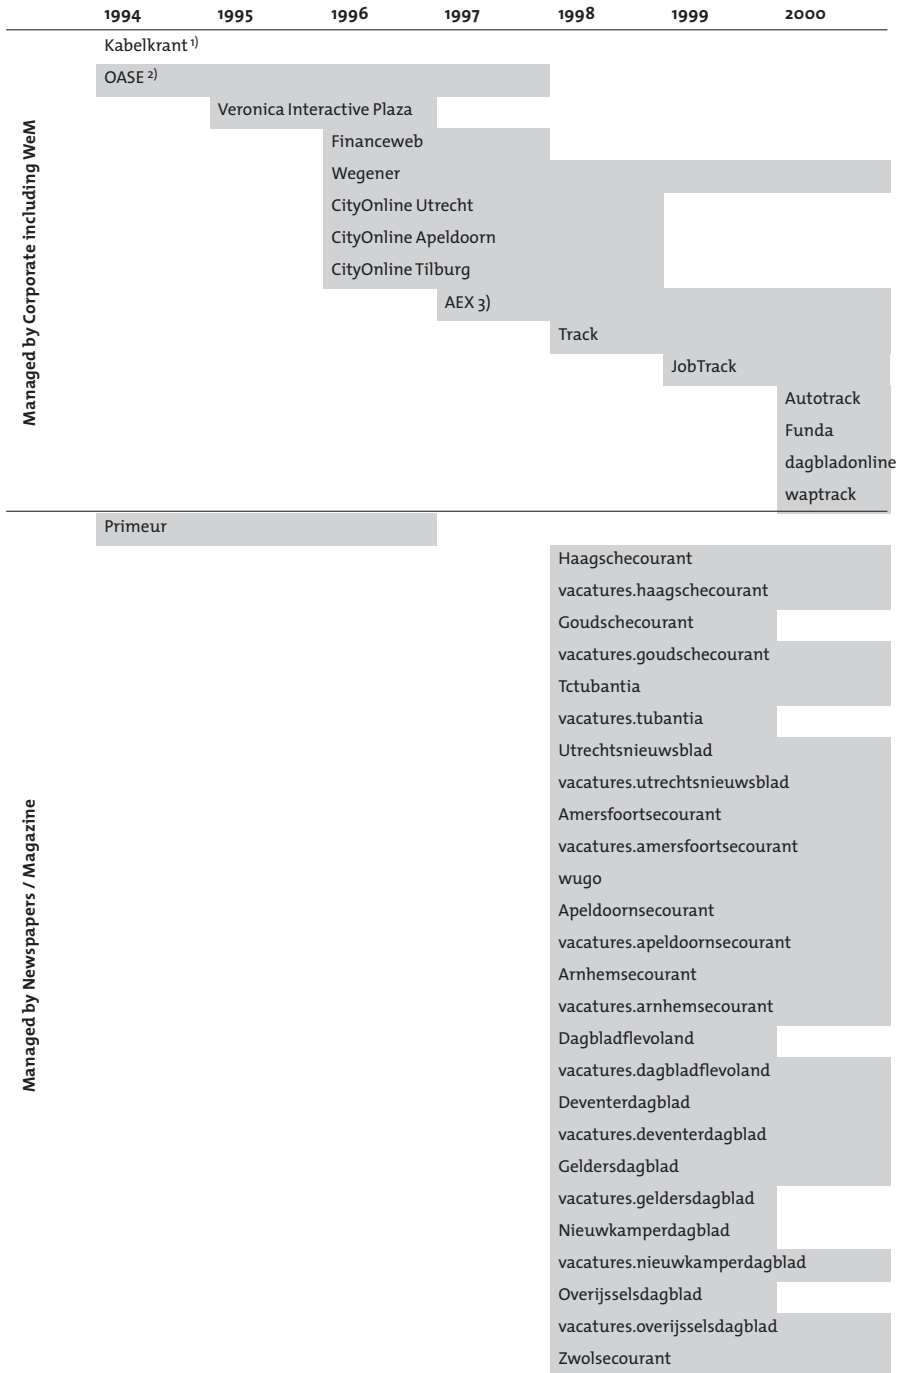 1994 1995 1996 1997 1998 1999 2000
Kabelkrant 1)
OASE 2)
Veronica Interactive Plaza
Financeweb
Wegener
CityOnline Utrecht
CityOnline Apeldoorn
CityOnline Tilburg
AEX 3)
Track
JobTrack
Autotrack
Funda
dagbladonline
waptrack
Managed by Corporate including WeM
Primeur
Haagschecourant
vacatures.haagschecourant
Goudschecourant
vacatures.goudschecourant
Tctubantia
vacatures.tubantia
Utrechtsnieuwsblad
vacatures.utrechtsnieuwsblad
Amersfoortsecourant
vacatures.amersfoortsecourant
wugo
Apeldoornsecourant
vacatures.apeldoornsecourant
Arnhemsecourant
vacatures.arnhemsecourant
Dagbladflevoland
vacatures.dagbladflevoland
Deventerdagblad
vacatures.deventerdagblad
Geldersdagblad
vacatures.geldersdagblad
Nieuwkamperdagblad
vacatures.nieuwkamperdagblad
Overijsselsdagblad
vacatures.overijsselsdagblad
Zwolsecourant
Managed by Newspapers / Magazine